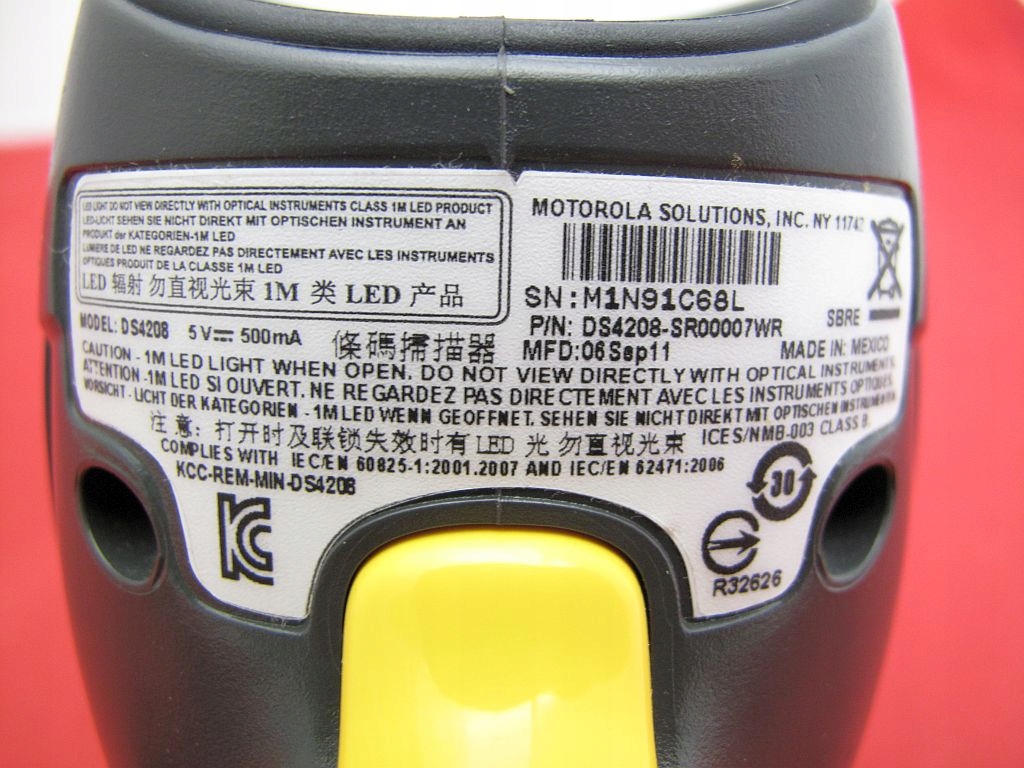 LED LIGHT DO NOT VIEW DIRECTLY WITH OPTICAL INSTRUMENTS CLASS 1M LED PRODUCT
LED-LICHT SEHEN SIE NICHT DIREKT MIT OPTISCHEN INSTRUMENT AN
PRODUKT der KATEGORIEN-1M LED
LUMIERE DE LED NE REGARDEZ PAS DIRECTEMENT AVEC LES INSTRUMENTS
OPTIQUES PRODUIT DE LA CLASSE 1M LED
LED 辐射 勿直视光束 1M 类 LED 产品
MOTOROLA SOLUTIONS, INC. NY 11742
SN:M1N91C68L
P/N: DS4208-SR00007WR
SBRE
MODEL: DS4208 5V⎓ 500mA 條碼掃描器 MFD:06Sep11 MADE IN: MEXICO
CAUTION - 1M LED LIGHT WHEN OPEN. DO NOT VIEW DIRECTLY WITH OPTICAL INSTRUMENTS.
ATTENTION - 1M LED SI OUVERT. NE REGARDEZ PAS DIRECTEMENT AVEC LES INSTRUMENTS OPTIQUES.
VORSICHT - LICHT DER KATEGORIEN - 1M LED WENN GEOFFNET. SEHEN SIE NICHT DIREKT MIT OPTISCHEN INSTRUMENTEN
注意: 打开时及联锁失效时有 LED 光 勿直视光束 ICES/NMB-003 CLASS B.
COMPLIES WITH IEC/EN 60825-1:2001.2007 AND IEC/EN 62471:2006
KCC-REM-MIN-DS4208
30
R32626